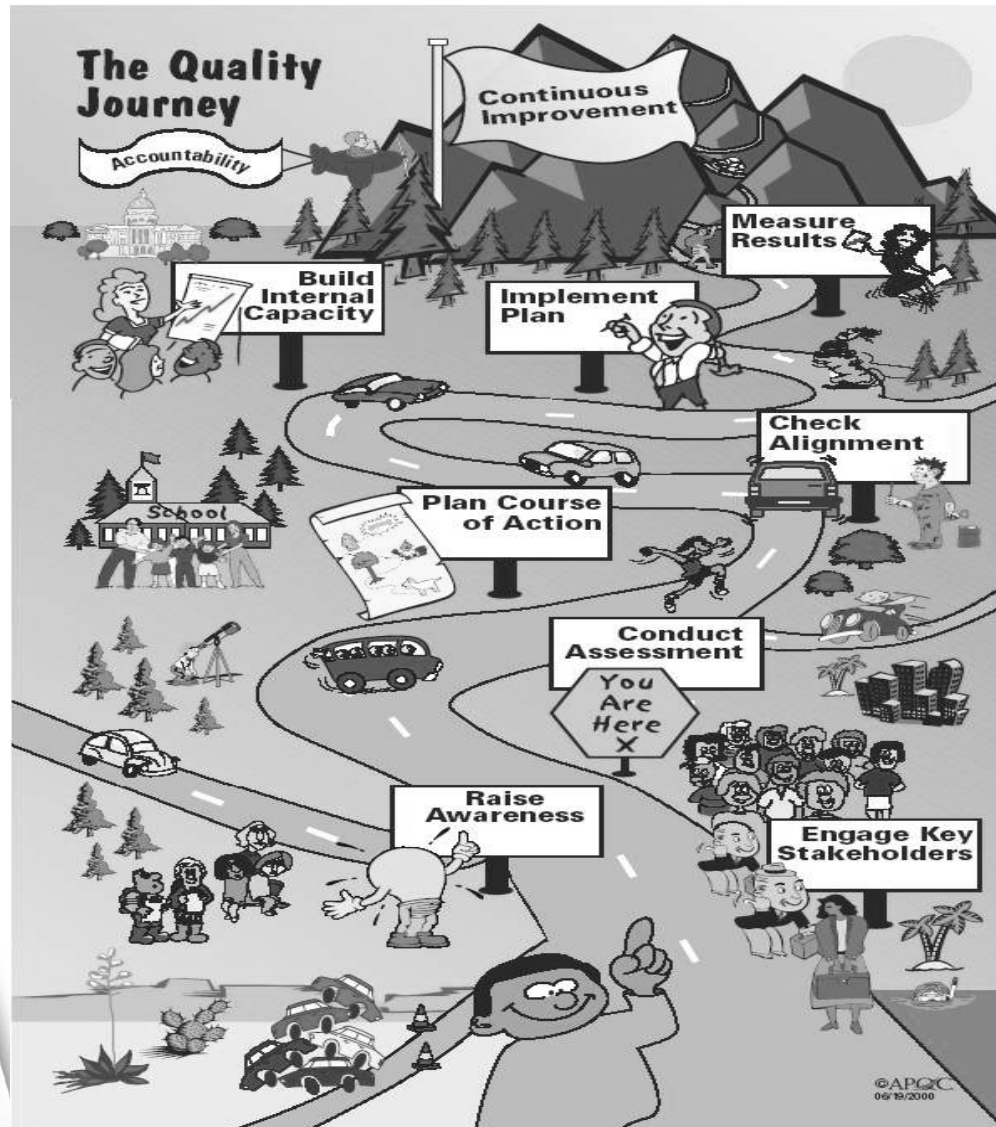 The Quality
Journey
Accountability
Continuous
Improvement
Measure
Results
Build
Internal
Capacity
Implement
Plan
Check
Alignment
Plan Course
of Action
School
Conduct
Assessment
You
Are
Here
X
Raise
Awareness
Engage Key
Stakeholders
©APQC
06/19/2000